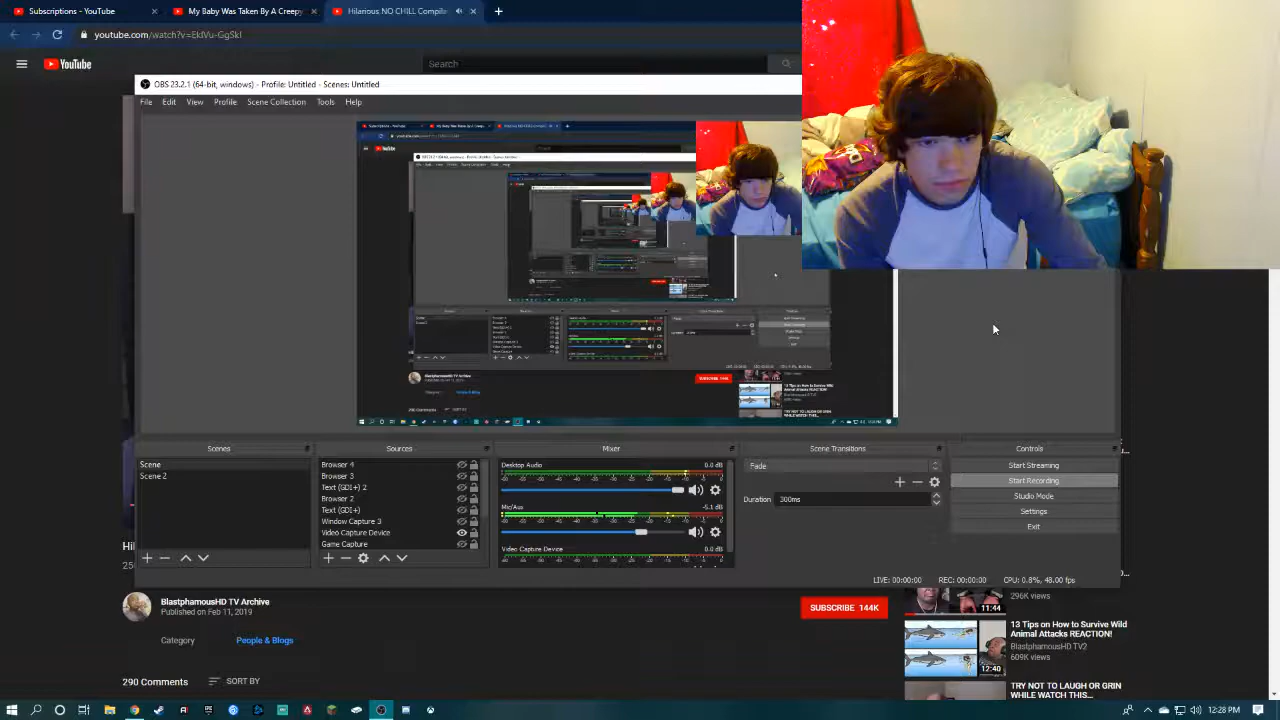 Subscriptions - YouTube
My Baby Was Taken By A Creepy
Hilarious NO CHILL Compila
youtube.com/watch?v=EkIVu-GgSkI
YouTube
Search
OBS 23.2.1 (64-bit, windows) - Profile: Untitled - Scenes: Untitled
File Edit View Profile Scene Collection Tools Help
Scenes
Scene
Scene 2
Sources
Browser 4
Browser 3
Text (GDI+) 2
Browser 2
Text (GDI+)
Window Capture 3
Video Capture Device
Game Capture
Mixer
Desktop Audio 0.0 dB
Mic/Aux -5.1 dB
Video Capture Device 0.0 dB
Scene Transitions
Fade
Duration 300ms
Controls
Start Streaming
Start Recording
Studio Mode
Settings
Exit
LIVE: 00:00:00 REC: 00:00:00 CPU: 0.8%, 48.00 fps
BlastphamousHD TV Archive
Published on Feb 11, 2019
SUBSCRIBE 144K
Category People & Blogs
290 Comments SORT BY
296K views
11:44
13 Tips on How to Survive Wild
Animal Attacks REACTION!
BlastphamousHD TV2
609K views
12:40
TRY NOT TO LAUGH OR GRIN
WHILE WATCH THIS...
12:28 PM